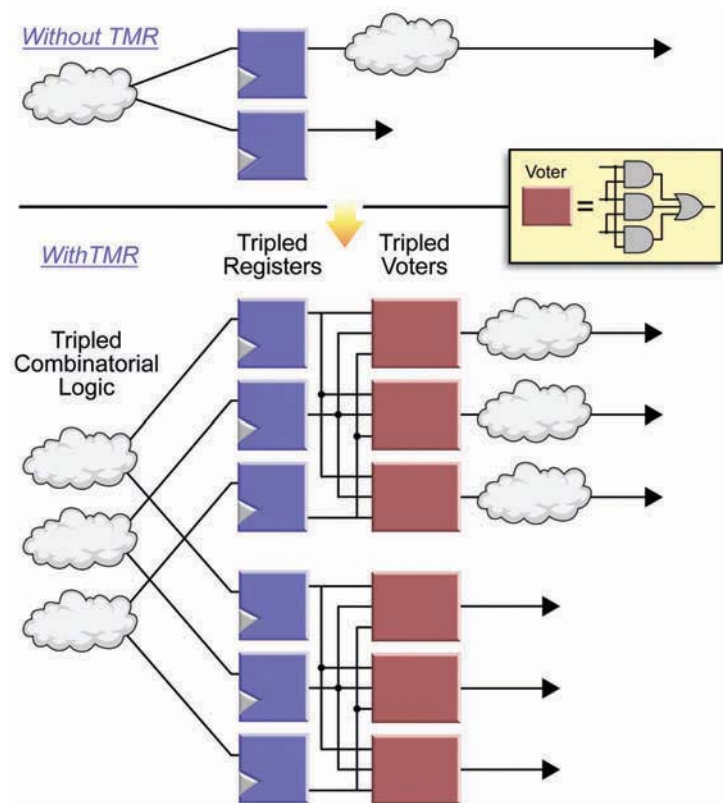 Without TMR
Voter
=
WithTMR
Tripled
Registers
Tripled
Voters
Tripled
Combinatorial
Logic